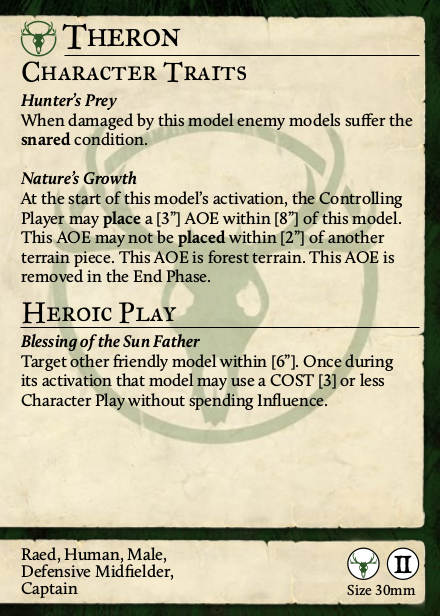 Theron
Character Traits
Hunter's Prey
When damaged by this model enemy models suffer the
snared condition.
Nature's Growth
At the start of this model's activation, the Controlling
Player may place a [3"] AOE within [8"] of this model.
This AOE may not be placed within [2"] of another
terrain piece. This AOE is forest terrain. This AOE is
removed in the End Phase.
Heroic Play
Blessing of the Sun Father
Target other friendly model within [6"]. Once during
its activation that model may use a COST [3] or less
Character Play without spending Influence.
Raed, Human, Male,
Defensive Midfielder,
Captain
II
Size 30mm